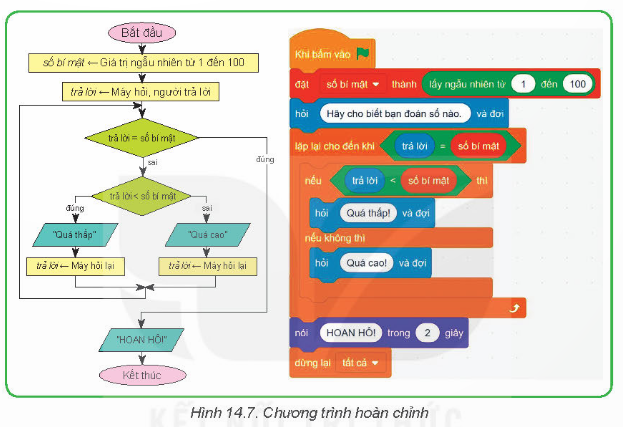 Bắt đầu
số bí mật ← Giá trị ngẫu nhiên từ 1 đến 100
trả lời ← Máy hỏi, người trả lời
trả lời = số bí mật
sai
đúng
trả lời < số bí mật
đúng
sai
"Quá thấp"
"Quá cao"
trả lời ← Máy hỏi lại
trả lời ← Máy hỏi lại
"HOAN HÔ!"
Kết thúc
Khi bấm vào
đặt số bí mật thành lấy ngẫu nhiên từ 1 đến 100
hỏi Hãy cho biết bạn đoán số nào. và đợi
lặp lại cho đến khi trả lời = số bí mật
nếu trả lời < số bí mật thì
hỏi Quá thấp! và đợi
nếu không thì
hỏi Quá cao! và đợi
nói HOAN HÔ! trong 2 giây
dừng lại tất cả
Hình 14.7. Chương trình hoàn chỉnh
KẾT NỐI TRI THỨC